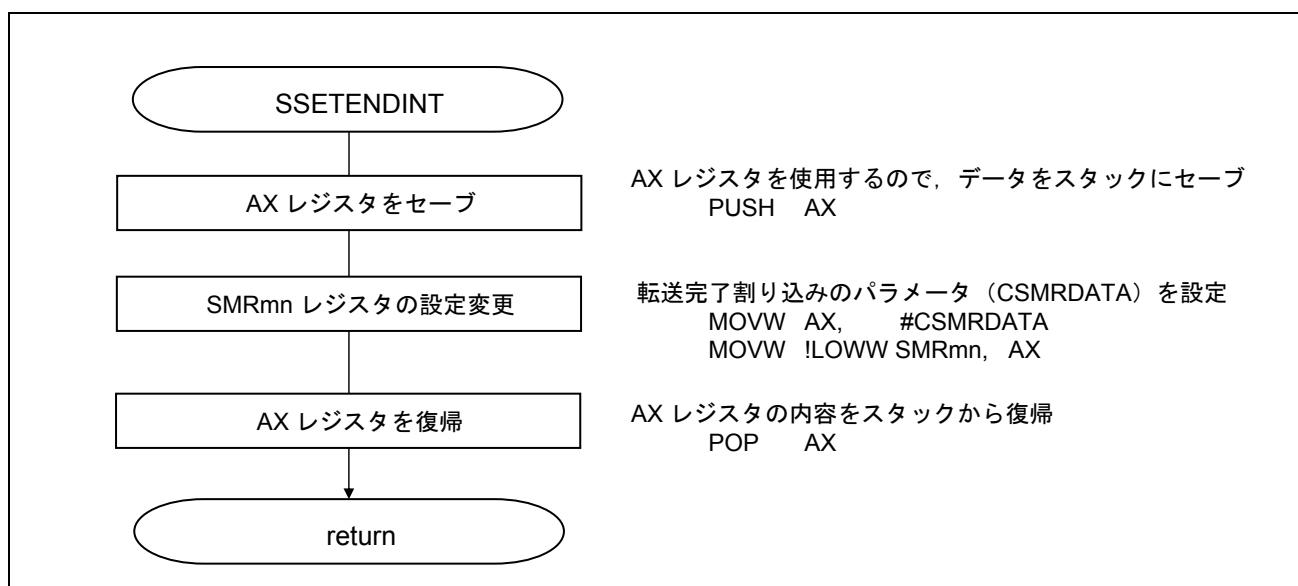 SSETENDINT
AX レジスタをセーブ
AX レジスタを使用するので，データをスタックにセーブ
PUSH AX
SMRmn レジスタの設定変更
転送完了割り込みのパラメータ（CSMRDATA）を設定
MOVW AX, #CSMRDATA
MOVW !LOWW SMRmn, AX
AX レジスタを復帰
AX レジスタの内容をスタックから復帰
POP AX
return